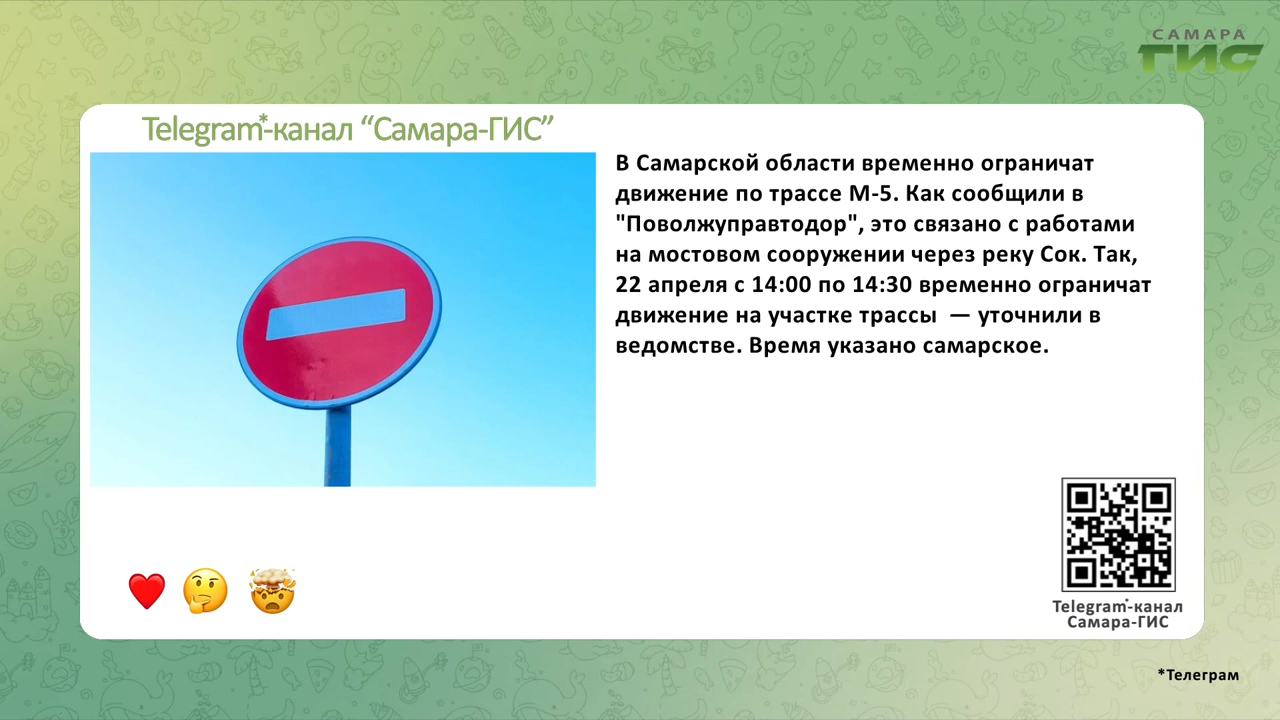 САМАРА
ГИС
Telegram*-канал “Самара-ГИС”
В Самарской области временно ограничат
движение по трассе М-5. Как сообщили в
"Поволжуправтодор", это связано с работами
на мостовом сооружении через реку Сок. Так,
22 апреля с 14:00 по 14:30 временно ограничат
движение на участке трассы — уточнили в
ведомстве. Время указано самарское.
Telegram*-канал
Самара-ГИС
*Телеграм